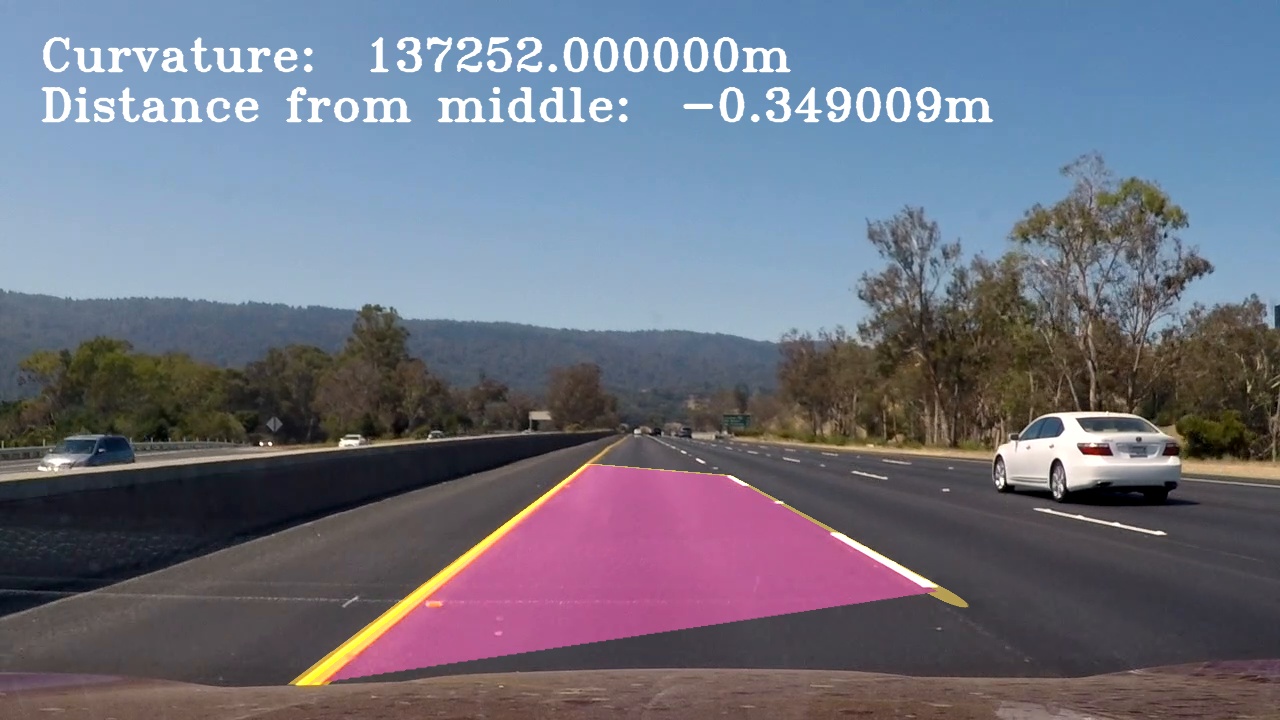 Curvature:  137252.000000m
Distance from middle:  −0.349009m